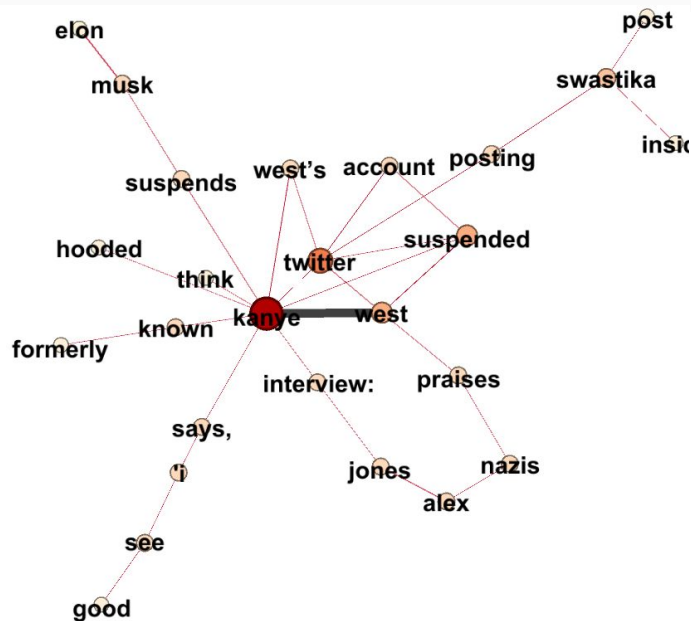 post
elon
swastika
musk
insic
posting
account
west's
suspends
suspended
hooded
twitter
think
kanye
west
known
formerly
interview:
praises
says,
'i
jones
nazis
alex
see
good